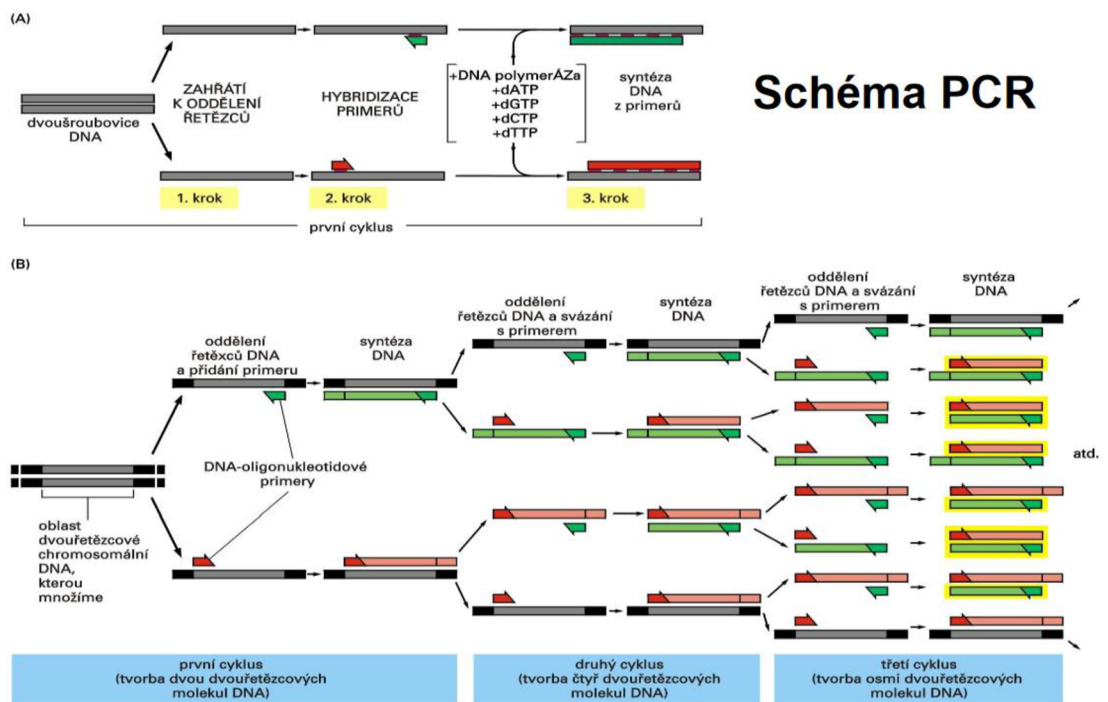 (A)
Schéma PCR
dvoušroubovice
DNA
ZAHŘÁTÍ
K ODDĚLENÍ
ŘETĚZCŮ
HYBRIDIZACE
PRIMERŮ
+DNA polymerÁZa
+dATP
+dGTP
+dCTP
+dTTP
syntéza
DNA
z primerů
1. krok
2. krok
3. krok
první cyklus
(B)
oddělení
řetěxců DNA
a přidání primeru
syntéza
DNA
oddělení
řetězců DNA a svázání
s primerem
syntéza
DNA
oddělení
řetězců DNA a svázání
s primerem
syntéza
DNA
DNA-oligonukleotidové
primery
oblast
dvouřetězcové
chromosomální
DNA,
kterou
množíme
atd.
první cyklus
(tvorba dvou dvouřetězcových
molekul DNA)
druhý cyklus
(tvorba čtyř dvouřetězcových
molekul DNA)
třetí cyklus
(tvorba osmi dvouřetězcových
molekul DNA)